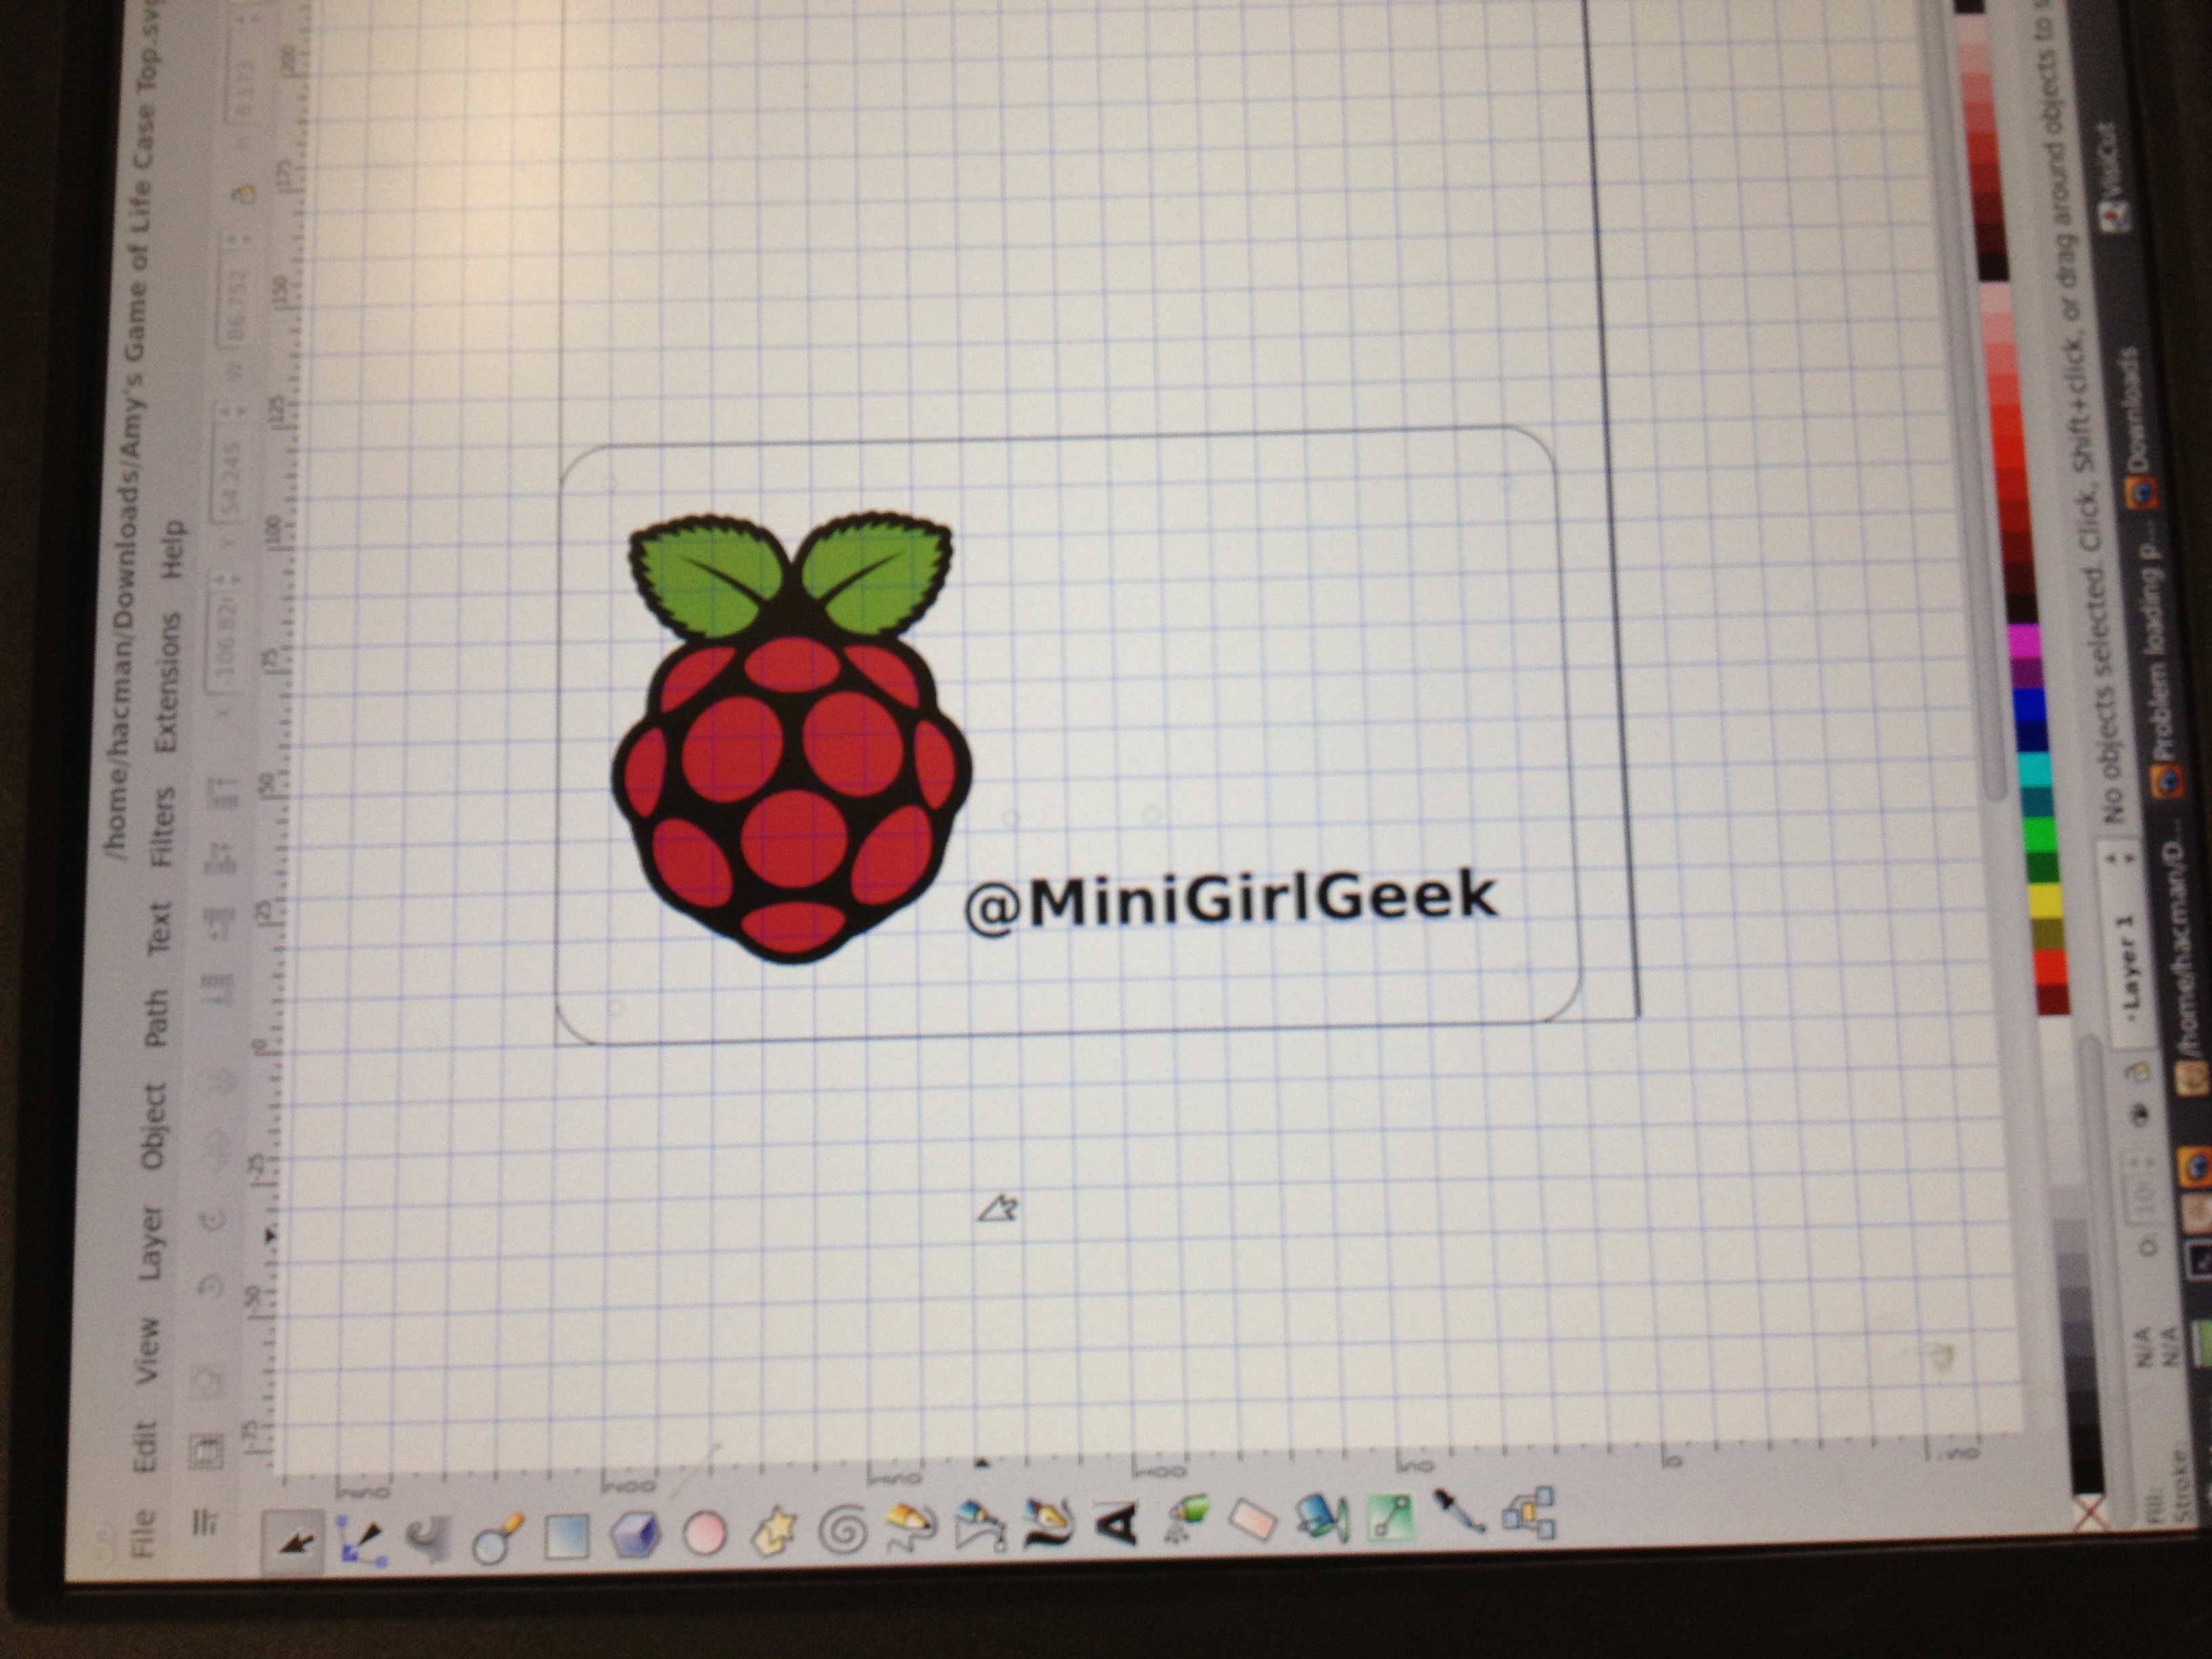 /home/hacman/Downloads/Amy's Game of Life Case Top.svg
File Edit View Layer Object Path Text Filters Extensions Help
X -106.82 Y 54.245 W 86.752 H 8.173
-75 -50 -25 0 25 50 75 100 125 150 175 200
@MiniGirlGeek
Fill: N/A O: Layer 1 No objects selected. Click, Shift+click, or drag around objects to s
Stroke: N/A
/home/hacman/D... Problem loading p... Downloads VisiCut